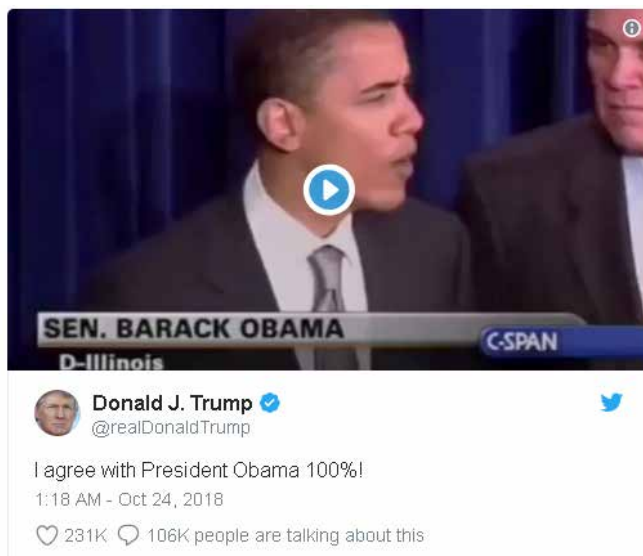 SEN. BARACK OBAMA
C-SPAN
D-Illinois
Donald J. Trump
@realDonaldTrump
I agree with President Obama 100%!
1:18 AM - Oct 24, 2018
231K 106K people are talking about this